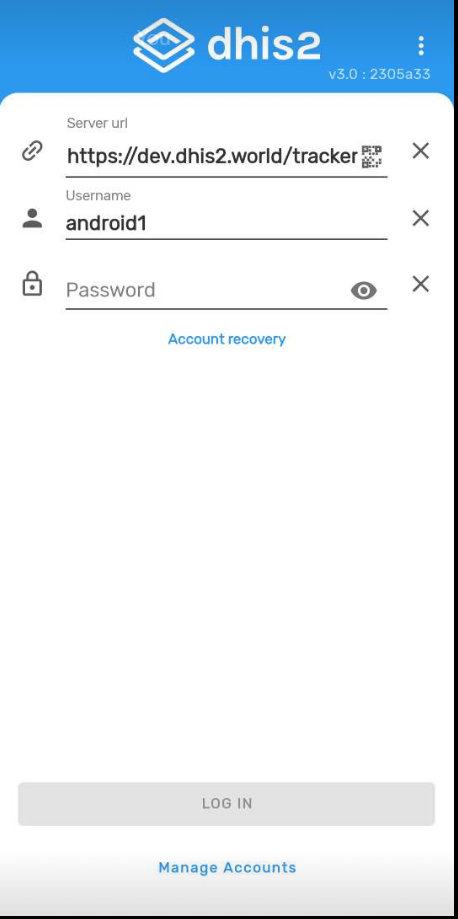 dhis2
v3.0 : 2305a33
Server url
https://dev.dhis2.world/tracker
Username
android1
Password
Account recovery
LOG IN
Manage Accounts